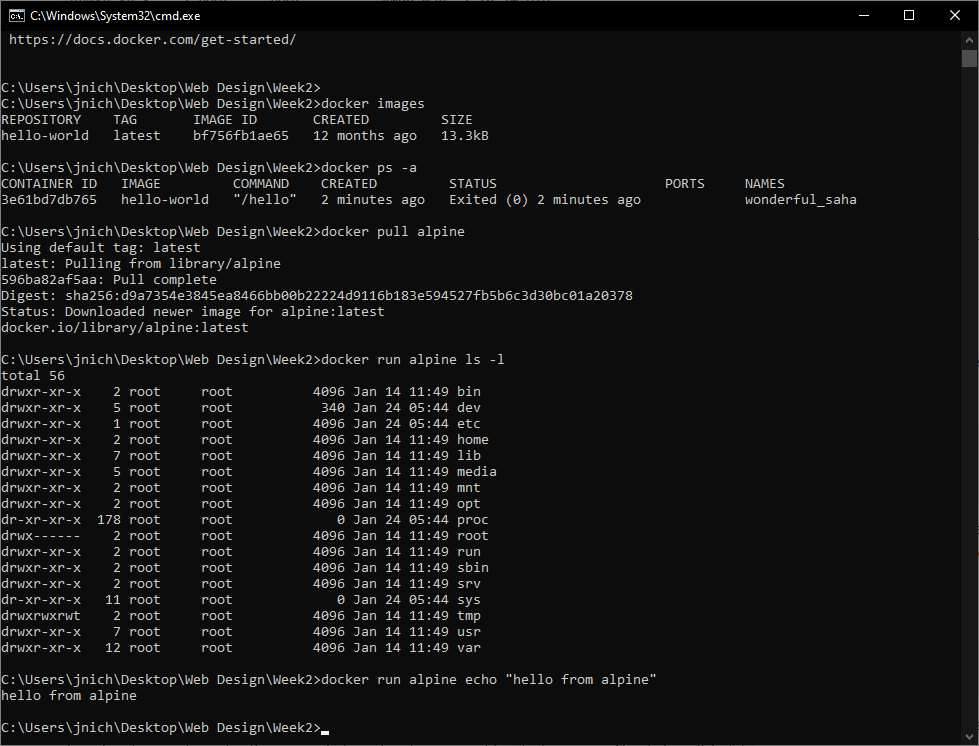 C:\Windows\System32\cmd.exe
https://docs.docker.com/get-started/
C:\Users\jnich\Desktop\Web Design\Week2>
C:\Users\jnich\Desktop\Web Design\Week2>docker images
REPOSITORY    TAG       IMAGE ID       CREATED         SIZE
hello-world   latest    bf756fb1ae65   12 months ago   13.3kB
C:\Users\jnich\Desktop\Web Design\Week2>docker ps -a
CONTAINER ID   IMAGE         COMMAND   CREATED         STATUS                     PORTS     NAMES
3e61bd7db765   hello-world   "/hello"   2 minutes ago   Exited (0) 2 minutes ago             wonderful_saha
C:\Users\jnich\Desktop\Web Design\Week2>docker pull alpine
Using default tag: latest
latest: Pulling from library/alpine
596ba82af5aa: Pull complete
Digest: sha256:d9a7354e3845ea8466bb00b22224d9116b183e594527fb5b6c3d30bc01a20378
Status: Downloaded newer image for alpine:latest
docker.io/library/alpine:latest
C:\Users\jnich\Desktop\Web Design\Week2>docker run alpine ls -l
total 56
drwxr-xr-x    2 root     root          4096 Jan 14 11:49 bin
drwxr-xr-x    5 root     root           340 Jan 24 05:44 dev
drwxr-xr-x    1 root     root          4096 Jan 24 05:44 etc
drwxr-xr-x    2 root     root          4096 Jan 14 11:49 home
drwxr-xr-x    7 root     root          4096 Jan 14 11:49 lib
drwxr-xr-x    5 root     root          4096 Jan 14 11:49 media
drwxr-xr-x    2 root     root          4096 Jan 14 11:49 mnt
drwxr-xr-x    2 root     root          4096 Jan 14 11:49 opt
dr-xr-xr-x  178 root     root             0 Jan 24 05:44 proc
drwx------    2 root     root          4096 Jan 14 11:49 root
drwxr-xr-x    2 root     root          4096 Jan 14 11:49 run
drwxr-xr-x    2 root     root          4096 Jan 14 11:49 sbin
drwxr-xr-x    2 root     root          4096 Jan 14 11:49 srv
dr-xr-xr-x   11 root     root             0 Jan 24 05:44 sys
drwxrwxrwt    2 root     root          4096 Jan 14 11:49 tmp
drwxr-xr-x    7 root     root          4096 Jan 14 11:49 usr
drwxr-xr-x   12 root     root          4096 Jan 14 11:49 var
C:\Users\jnich\Desktop\Web Design\Week2>docker run alpine echo "hello from alpine"
hello from alpine
C:\Users\jnich\Desktop\Web Design\Week2>